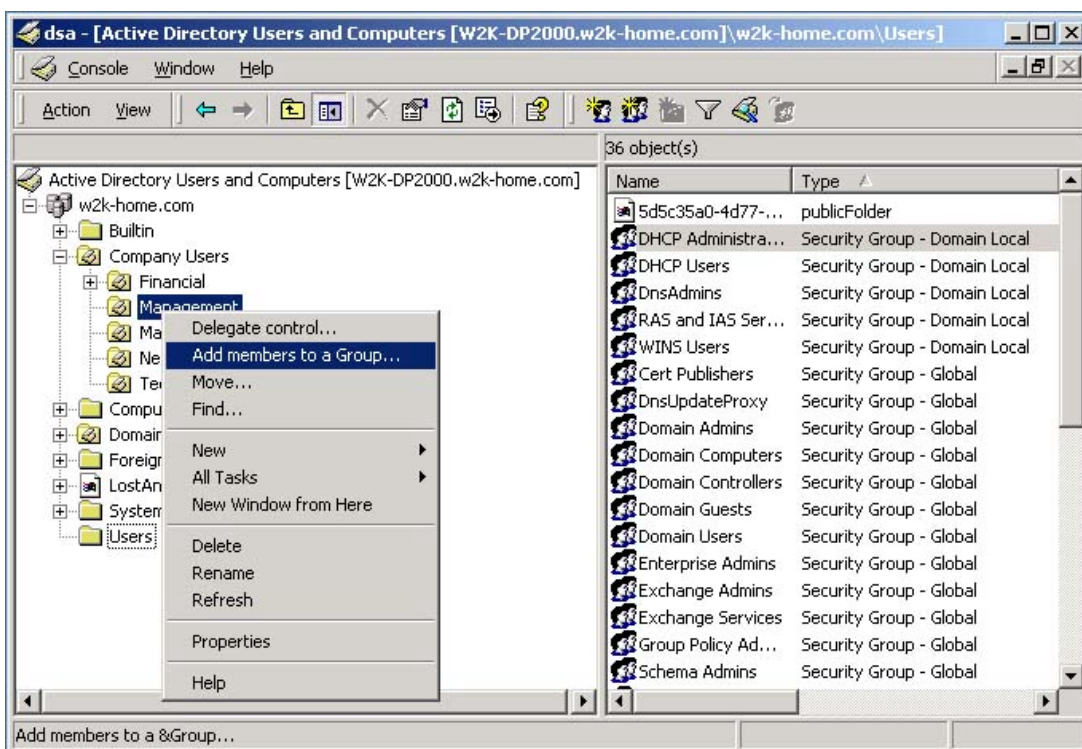 dsa - [Active Directory Users and Computers [W2K-DP2000.w2k-home.com]\w2k-home.com\Users]
Console Window Help
Action View
36 object(s)
Active Directory Users and Computers [W2K-DP2000.w2k-home.com]
w2k-home.com
Builtin
Company Users
Financial
Management
Ma
Ne
Te
Compu
Domair
Foreigr
LostAn
System
Users
Delegate control...
Add members to a Group...
Move...
Find...
New
All Tasks
New Window from Here
Delete
Rename
Refresh
Properties
Help
Name Type
5d5c35a0-4d77-... publicFolder
DHCP Administra... Security Group - Domain Local
DHCP Users Security Group - Domain Local
DnsAdmins Security Group - Domain Local
RAS and IAS Ser... Security Group - Domain Local
WINS Users Security Group - Domain Local
Cert Publishers Security Group - Global
DnsUpdateProxy Security Group - Global
Domain Admins Security Group - Global
Domain Computers Security Group - Global
Domain Controllers Security Group - Global
Domain Guests Security Group - Global
Domain Users Security Group - Global
Enterprise Admins Security Group - Global
Exchange Admins Security Group - Global
Exchange Services Security Group - Global
Group Policy Ad... Security Group - Global
Schema Admins Security Group - Global
Add members to a &Group...